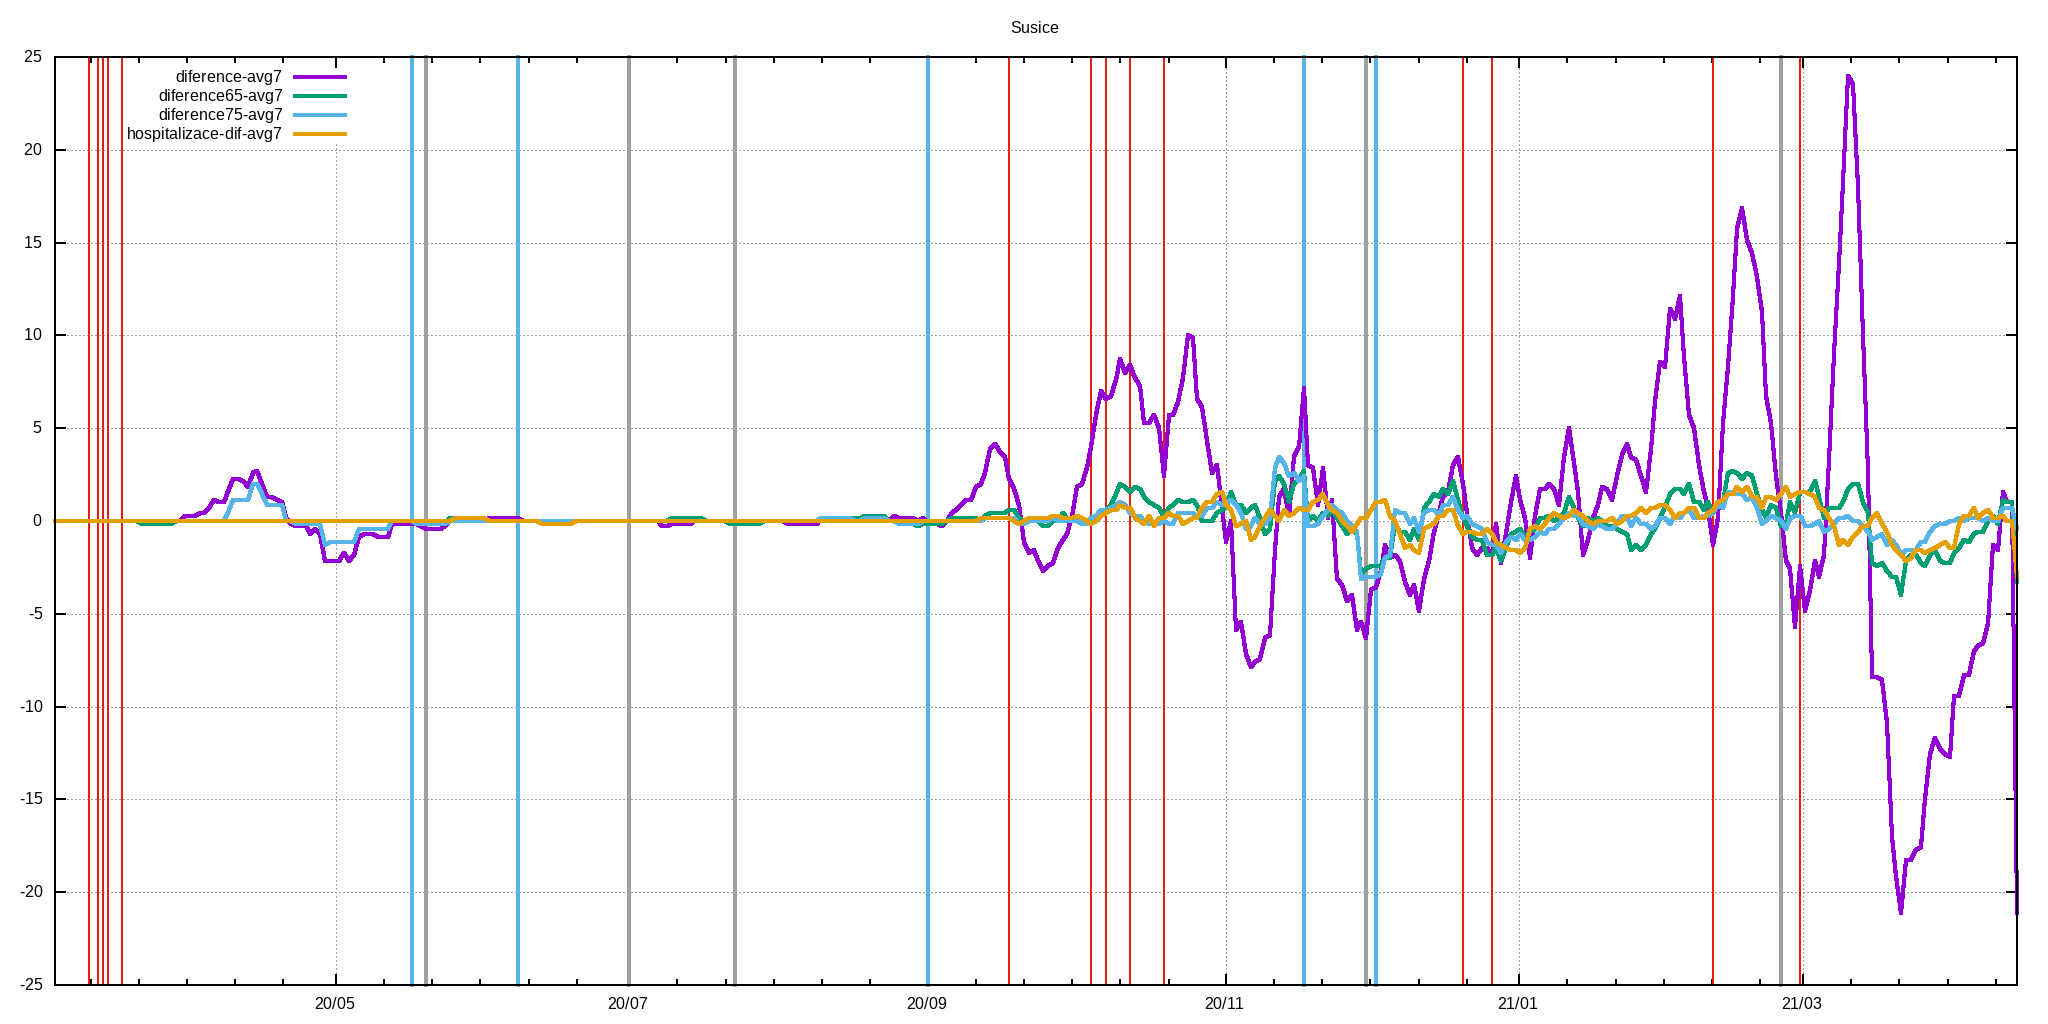 Susice
diference-avg7
diference65-avg7
diference75-avg7
hospitalizace-dif-avg7
25
20
15
10
5
0
-5
-10
-15
-20
-25
20/05 20/07 20/09 20/11 21/01 21/03